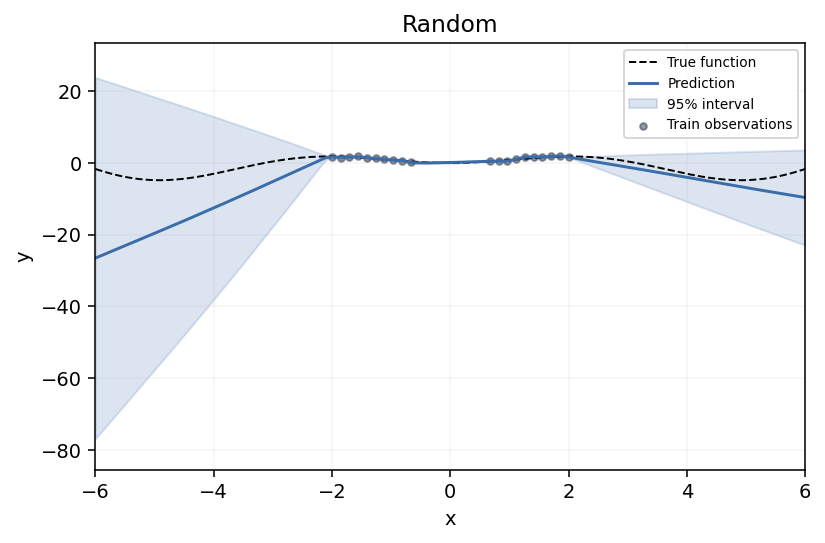 Random
True function
Prediction
95% interval
Train observations
20
0
−20
−40
−60
−80
y
−6
−4
−2
0
2
4
6
x